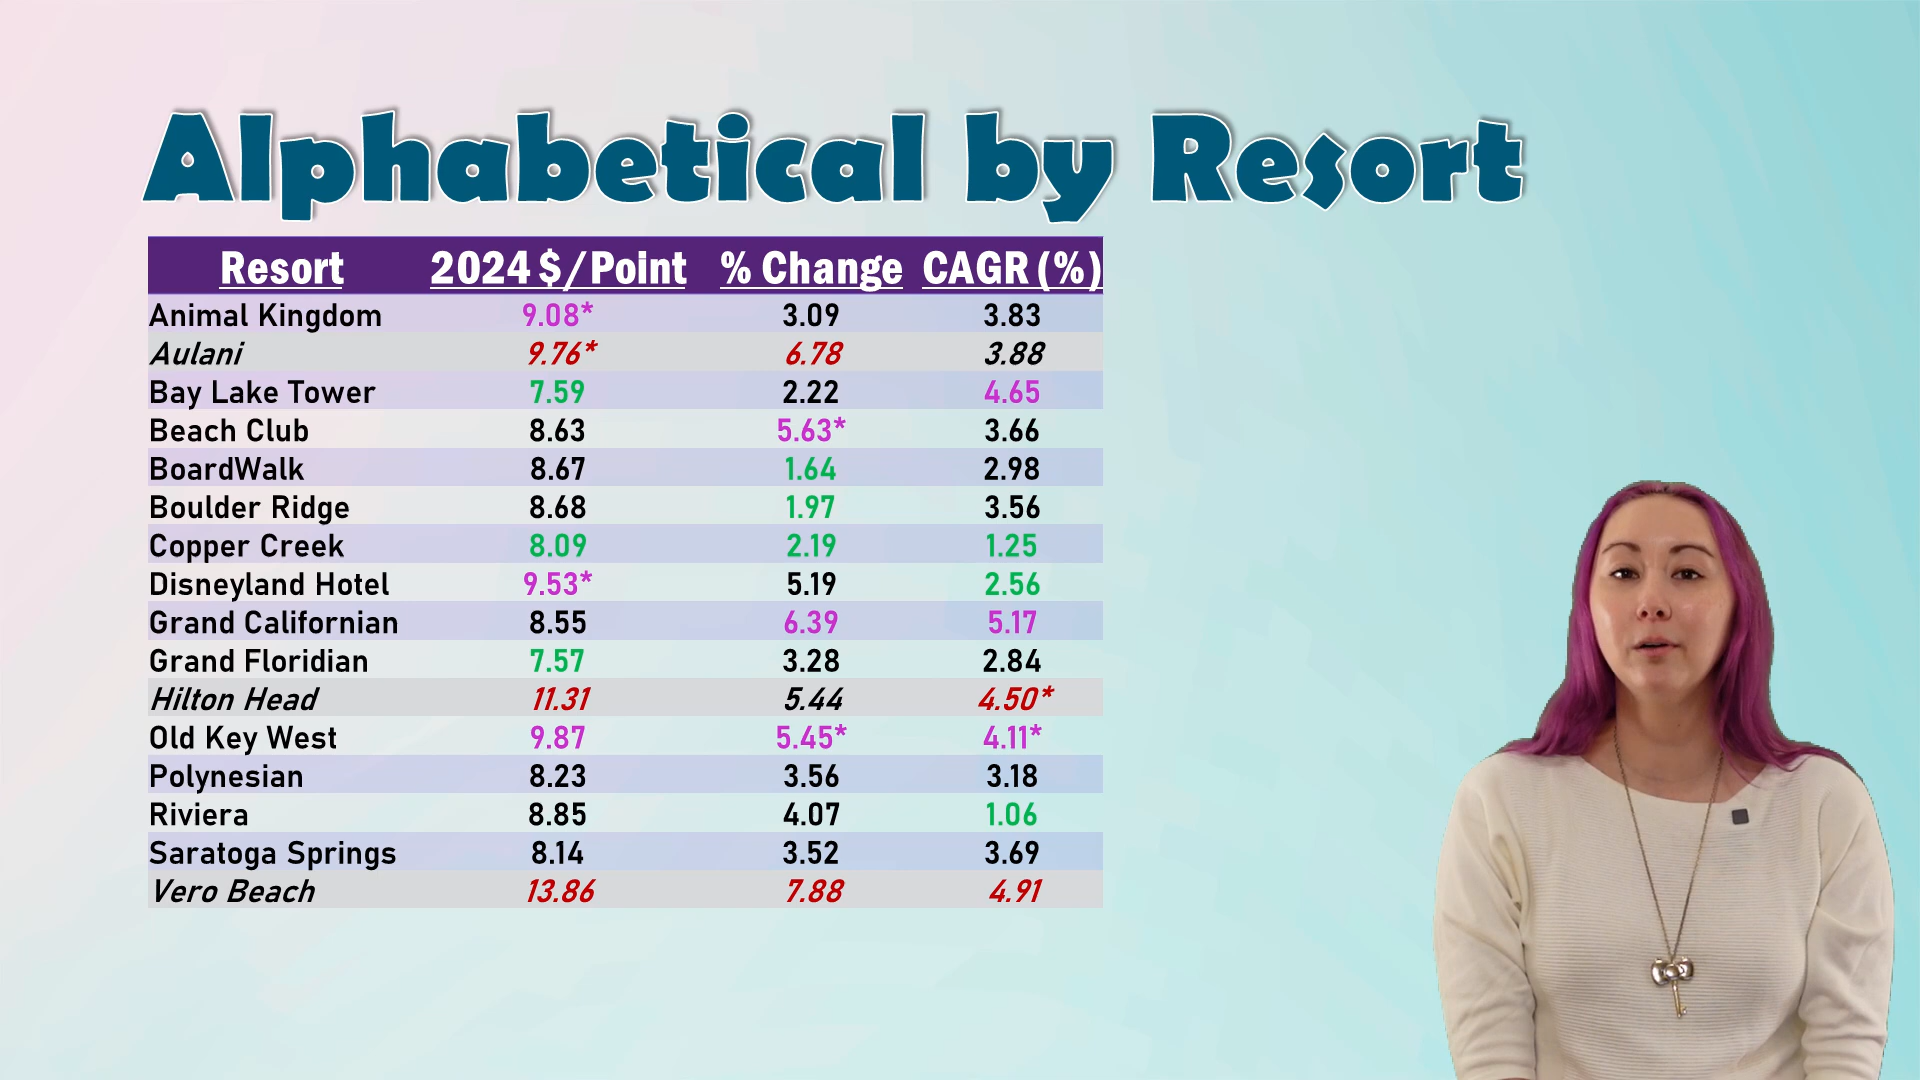 Alphabetical by Resort
Resort 2024 $/Point % Change CAGR (%)
Animal Kingdom 9.08* 3.09 3.83
Aulani 9.76* 6.78 3.88
Bay Lake Tower 7.59 2.22 4.65
Beach Club 8.63 5.63* 3.66
BoardWalk 8.67 1.64 2.98
Boulder Ridge 8.68 1.97 3.56
Copper Creek 8.09 2.19 1.25
Disneyland Hotel 9.53* 5.19 2.56
Grand Californian 8.55 6.39 5.17
Grand Floridian 7.57 3.28 2.84
Hilton Head 11.31 5.44 4.50*
Old Key West 9.87 5.45* 4.11*
Polynesian 8.23 3.56 3.18
Riviera 8.85 4.07 1.06
Saratoga Springs 8.14 3.52 3.69
Vero Beach 13.86 7.88 4.91